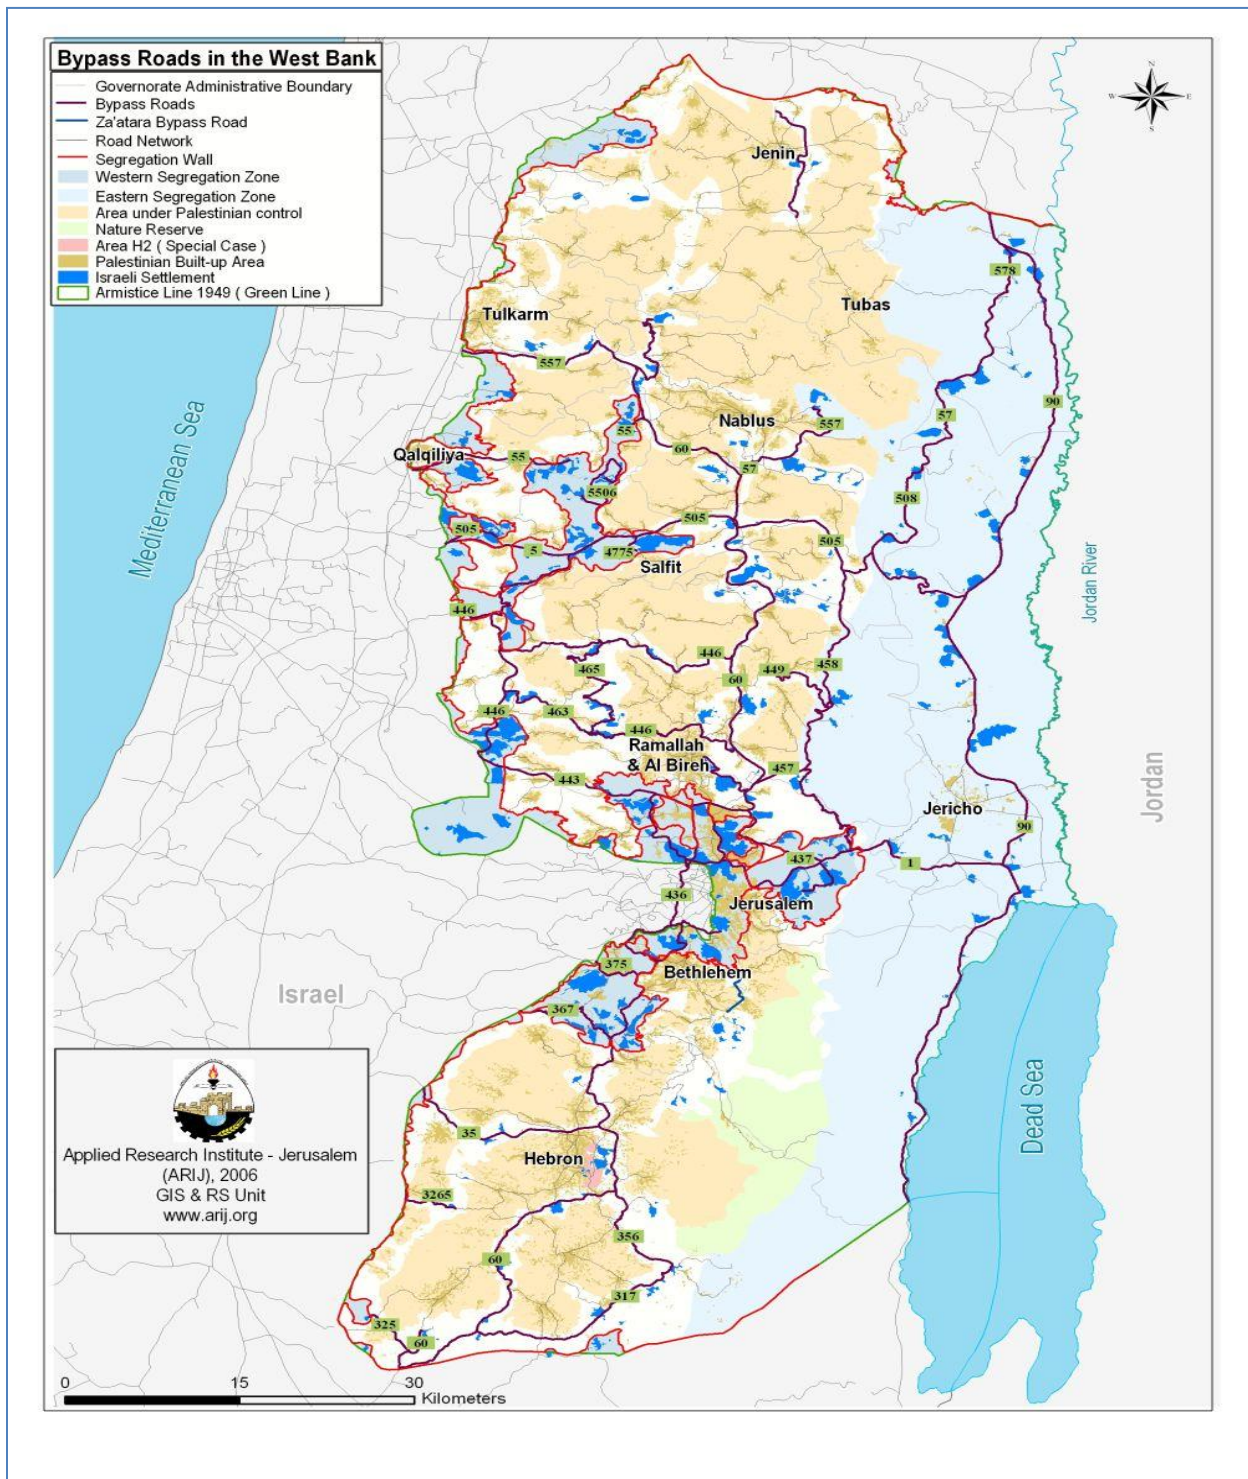 Bypass Roads in the West Bank
Governorate Administrative Boundary
Bypass Roads
Za'atara Bypass Road
Road Network
Segregation Wall
Western Segregation Zone
Eastern Segregation Zone
Area under Palestinian control
Nature Reserve
Area H2 ( Special Case )
Palestinian Built-up Area
Israeli Settlement
Armistice Line 1949 ( Green Line )
N
W
E
S
Jenin
578
Tubas
Tulkarm
557
90
57
Nablus
557
55
60
Qalqiliya
55
57
5506
508
Mediterranean Sea
505
505
505
5
4775
Salfit
Jordan River
446
446
465
449
458
60
446
463
446
Ramallah
& Al Bireh
457
443
Jordan
Jericho
90
437
1
436
Jerusalem
375
Bethlehem
Israel
367
Dead Sea
35
Hebron
3265
356
60
317
325
60
Applied Research Institute - Jerusalem
(ARIJ), 2006
GIS & RS Unit
www.arij.org
0 15 30
Kilometers